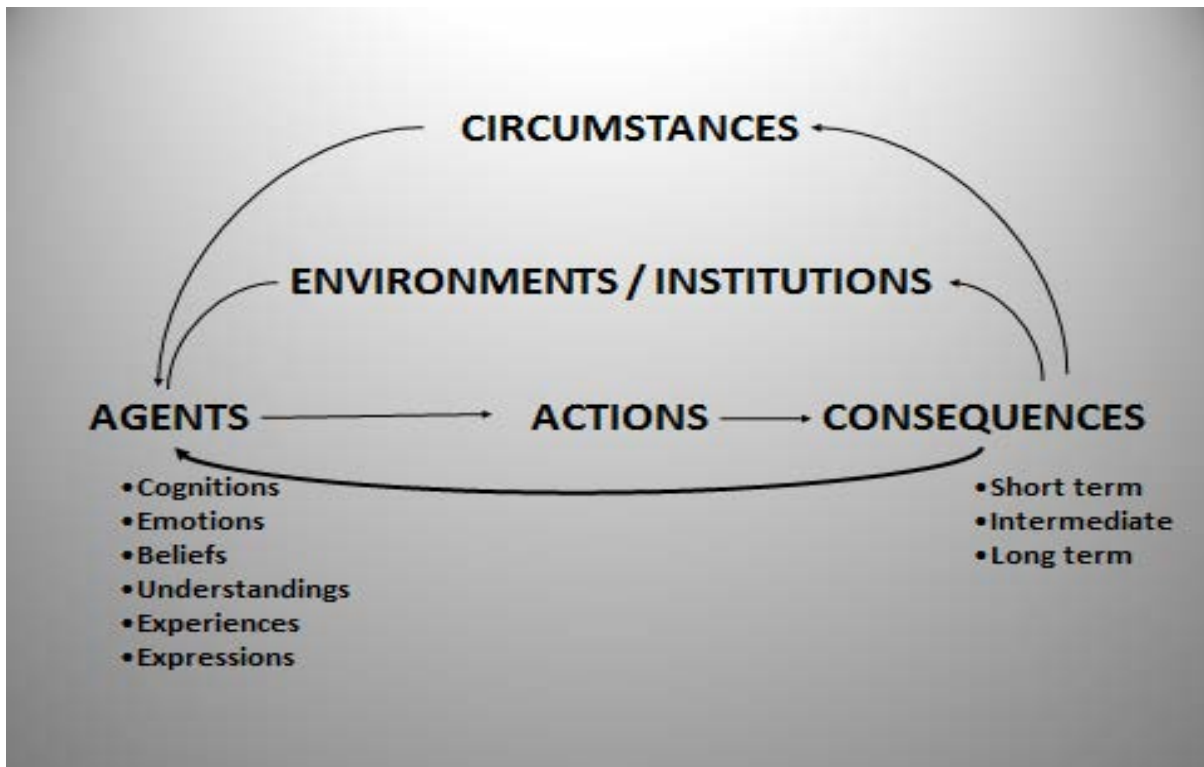 CIRCUMSTANCES
ENVIRONMENTS / INSTITUTIONS
AGENTS
ACTIONS
CONSEQUENCES
•Cognitions
•Emotions
•Beliefs
•Understandings
•Experiences
•Expressions
•Short term
•Intermediate
•Long term